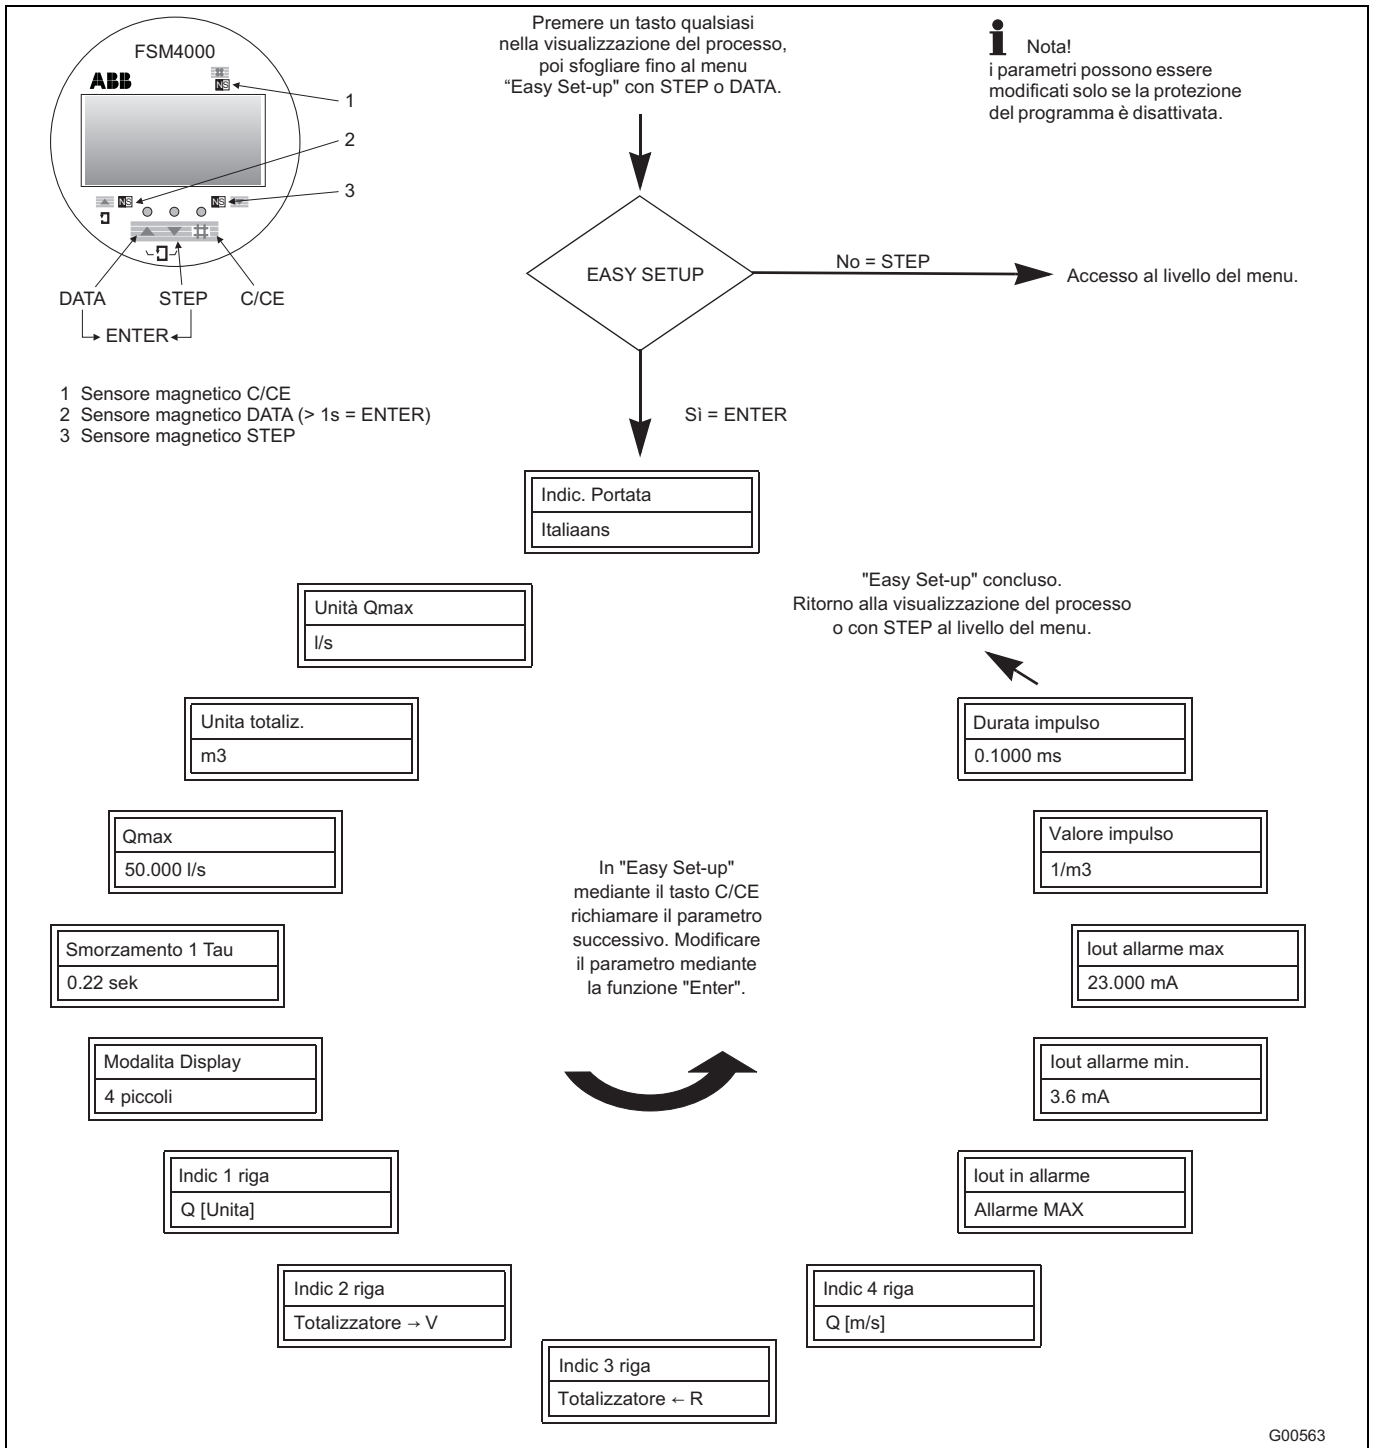 FSM4000
ABB
NS
1
2
3
NS
NS
DATA
STEP
C/CE
ENTER
1 Sensore magnetico C/CE
2 Sensore magnetico DATA (> 1s = ENTER)
3 Sensore magnetico STEP
Premere un tasto qualsiasi
nella visualizzazione del processo,
poi sfogliare fino al menu
“Easy Set-up" con STEP o DATA.
i Nota!
i parametri possono essere
modificati solo se la protezione
del programma è disattivata.
EASY SETUP
No = STEP
Accesso al livello del menu.
Sì = ENTER
Indic. Portata
Italiaans
Unità Qmax
l/s
Unita totaliz.
m3
Qmax
50.000 l/s
Smorzamento 1 Tau
0.22 sek
Modalita Display
4 piccoli
Indic 1 riga
Q [Unita]
Indic 2 riga
Totalizzatore → V
Indic 3 riga
Totalizzatore ← R
Indic 4 riga
Q [m/s]
Iout in allarme
Allarme MAX
Iout allarme min.
3.6 mA
Iout allarme max
23.000 mA
Valore impulso
1/m3
Durata impulso
0.1000 ms
"Easy Set-up" concluso.
Ritorno alla visualizzazione del processo
o con STEP al livello del menu.
In "Easy Set-up"
mediante il tasto C/CE
richiamare il parametro
successivo. Modificare
il parametro mediante
la funzione "Enter".
G00563